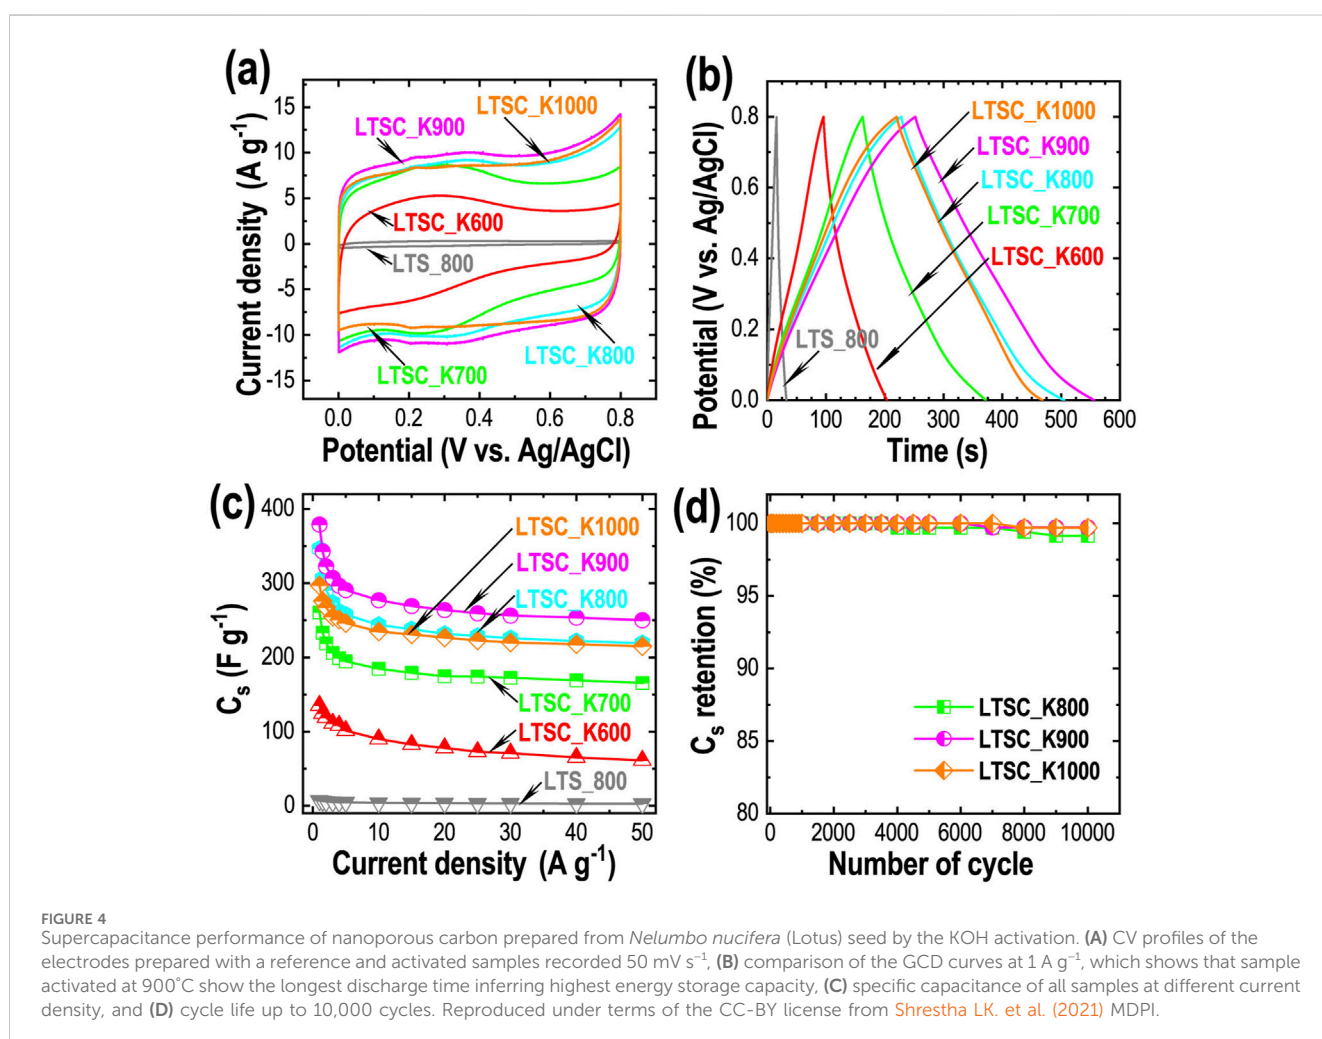 (a)
15
10
5
0
-5
-10
-15
Current density (A g⁻¹)
LTSC_K1000
LTSC_K900
LTSC_K600
LTS_800
LTSC_K800
LTSC_K700
0.0 0.2 0.4 0.6 0.8
Potential (V vs. Ag/AgCl)
(b)
0.8
0.6
0.4
0.2
0.0
Potential (V vs. Ag/AgCl)
LTSC_K1000
LTSC_K900
LTSC_K800
LTSC_K700
LTSC_K600
LTS_800
0 100 200 300 400 500 600
Time (s)
(c)
400
300
200
100
0
Cₛ (F g⁻¹)
LTSC_K1000
LTSC_K900
LTSC_K800
LTSC_K700
LTSC_K600
LTS_800
0 10 20 30 40 50
Current density (A g⁻¹)
(d)
100
95
90
85
80
Cₛ retention (%)
LTSC_K800
LTSC_K900
LTSC_K1000
0 2000 4000 6000 8000 10000
Number of cycle
FIGURE 4
Supercapacitance performance of nanoporous carbon prepared from Nelumbo nucifera (Lotus) seed by the KOH activation. (A) CV profiles of the
electrodes prepared with a reference and activated samples recorded 50 mV s⁻¹, (B) comparison of the GCD curves at 1 A g⁻¹, which shows that sample
activated at 900°C show the longest discharge time inferring highest energy storage capacity, (C) specific capacitance of all samples at different current
density, and (D) cycle life up to 10,000 cycles. Reproduced under terms of the CC-BY license from Shrestha LK. et al. (2021) MDPI.